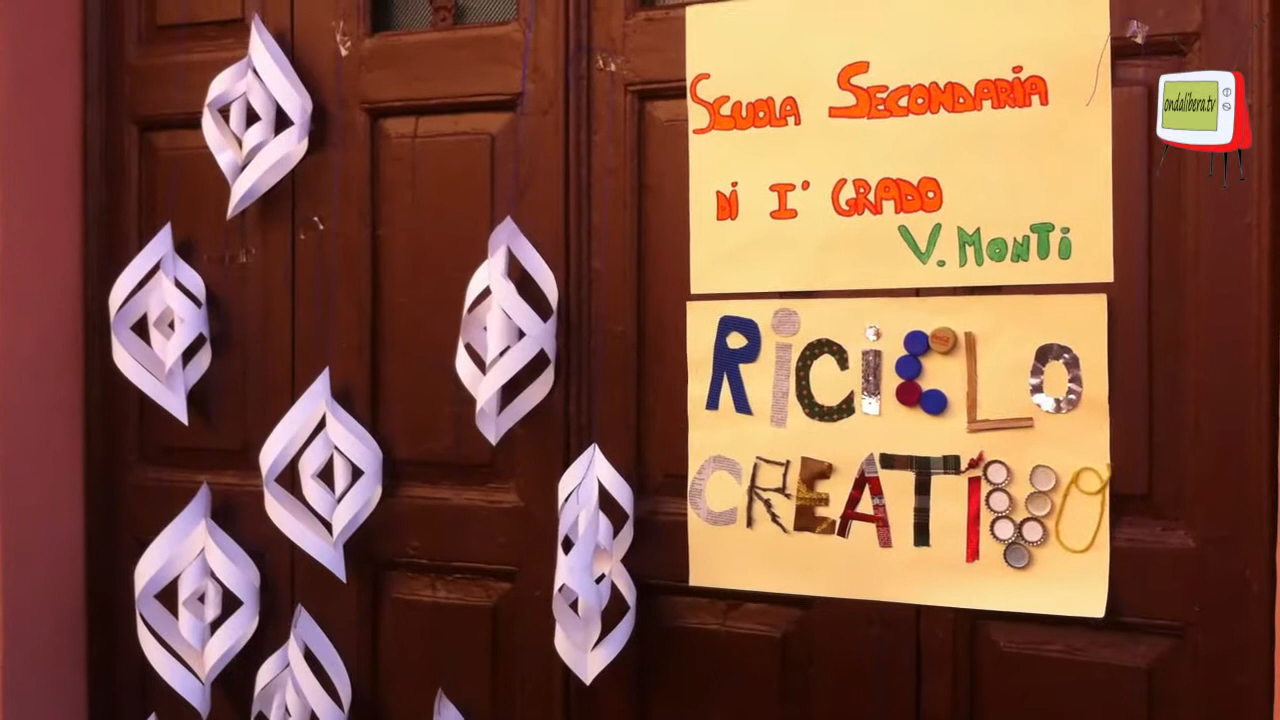 Scuola Secondaria
di I° GRADO
V. Monti
RiCiCLO
CREATIVO
ondalibera.tv